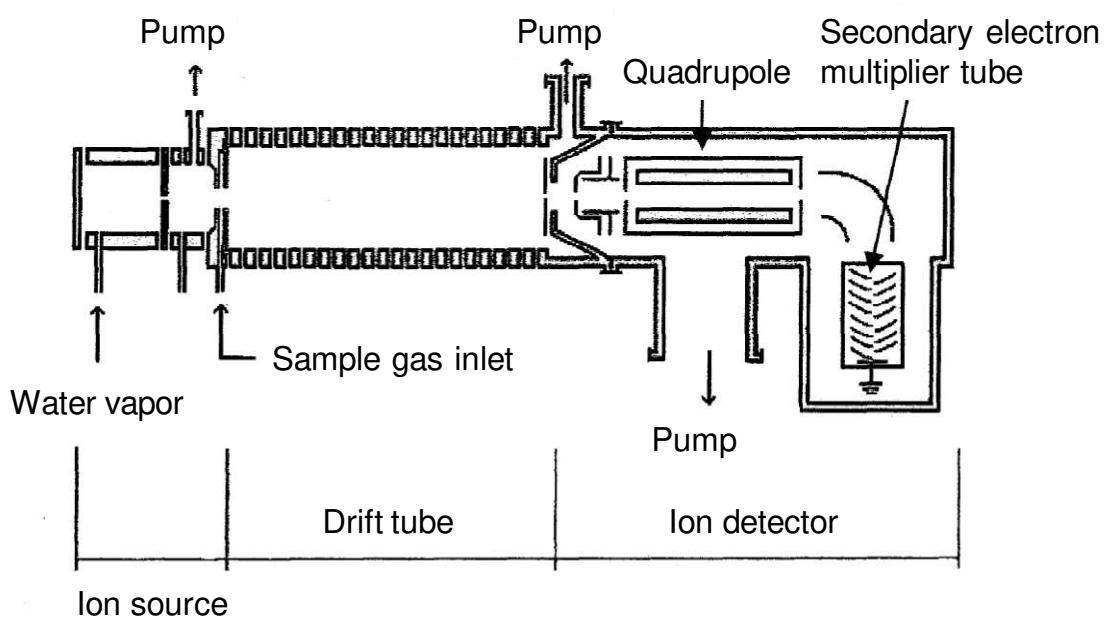 Pump
Pump
Secondary electron
multiplier tube
Quadrupole
Sample gas inlet
Water vapor
Pump
Drift tube
Ion detector
Ion source